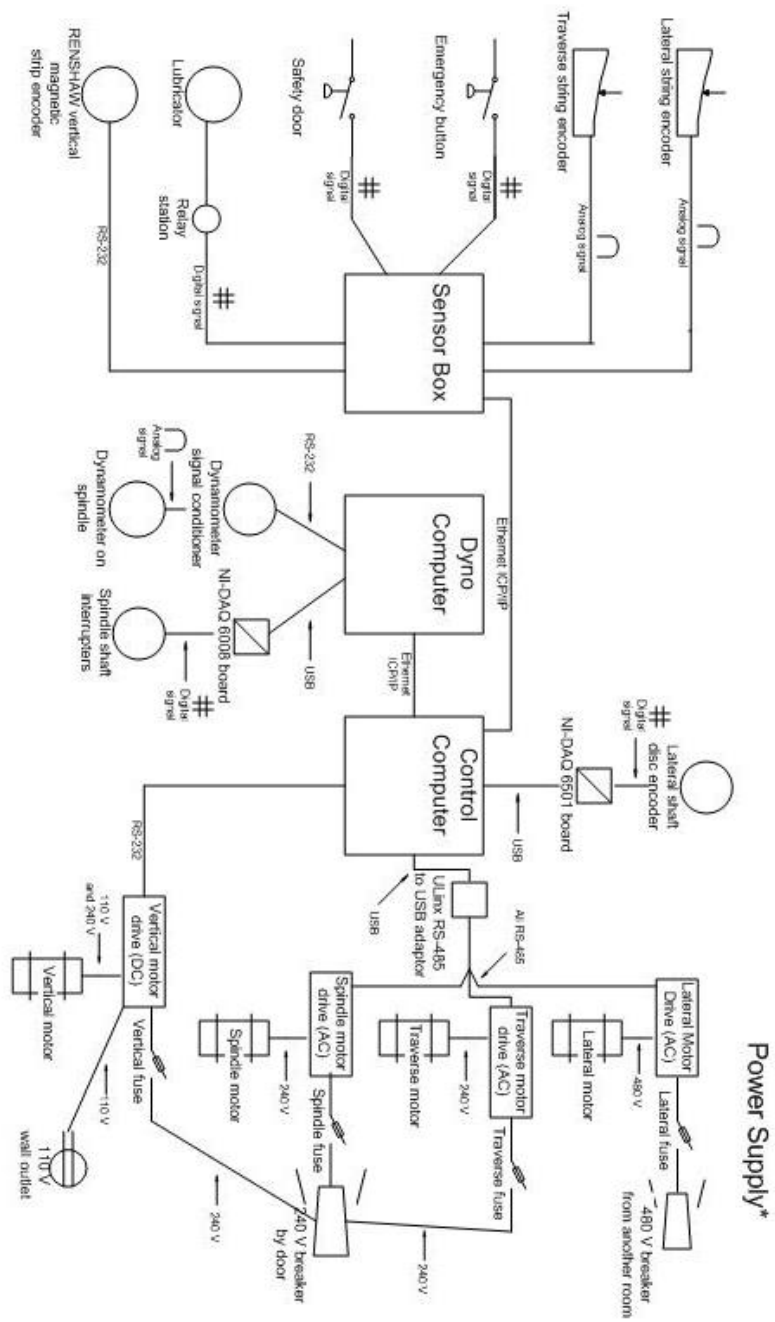 Power Supply*
Lateral string encoder
Analog signal
Traverse string encoder
Analog signal
Emergency button
Digital
signal
Safety door
Digital
signal
Lubricator
Relay
station
Digital signal
RENSHAW vertical
magnetic
strip encoder
RS-232
Sensor Box
Ethernet ICP/IP
Dyno
Computer
RS-232
Dynamometer
signal conditioner
Analog
signal
Dynamometer on
spindle
USB
NI-DAQ 6008 board
Digital
signal
Spindle shaft
interrupters
Ethernet
ICP/IP
Control
Computer
Lateral shaft
disc encoder
Digital
signal
NI-DAQ 6501 board
USB
USB
ULinx RS-485
to USB adaptor
All RS-485
RS-232
Lateral Motor
Drive (AC)
480 V
Lateral motor
Lateral fuse
480 V breaker
from another room
Traverse motor
drive (AC)
240 V
Traverse motor
Traverse fuse
240 V
Spindle motor
drive (AC)
240 V
Spindle motor
Spindle fuse
240 V breaker
by door
240 V
Vertical motor
drive (DC)
110 V
and 240 V
Vertical motor
Vertical fuse
110 V
110 V
wall outlet